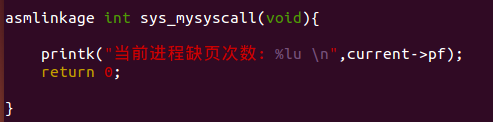 asmlinkage int sys_mysyscall(void){
printk("当前进程缺页次数: %lu \n",current->pf);
return 0;
}